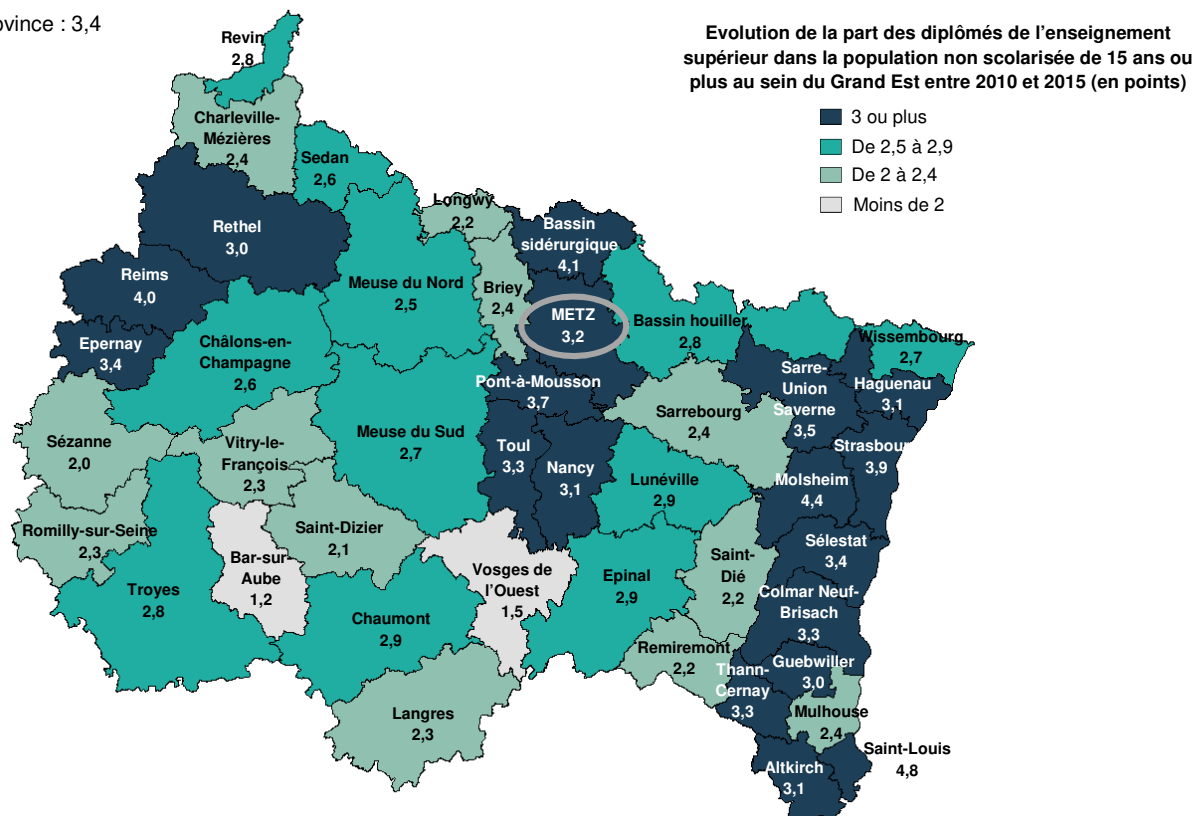 ovince : 3,4
Evolution de la part des diplômés de l'enseignement
supérieur dans la population non scolarisée de 15 ans ou
plus au sein du Grand Est entre 2010 et 2015 (en points)
3 ou plus
De 2,5 à 2,9
De 2 à 2,4
Moins de 2
Revin
2,8
Charleville-
Mézières
2,4
Sedan
2,6
Longwy
2,2
Rethel
3,0
Bassin
sidérurgique
4,1
Reims
4,0
Meuse du Nord
2,5
Briey
2,4
METZ
3,2
Bassin houiller
2,8
Wissembourg
2,7
Epernay
3,4
Châlons-en-
Champagne
2,6
Pont-à-Mousson
3,7
Sarre-
Union
Saverne
3,5
Haguenau
3,1
Sézanne
2,0
Vitry-le-
François
2,3
Meuse du Sud
2,7
Toul
3,3
Nancy
3,1
Sarrebourg
2,4
Strasbour
3,9
Lunéville
2,9
Molsheim
4,4
Romilly-sur-Seine
2,3
Saint-Dizier
2,1
Troyes
2,8
Bar-sur-
Aube
1,2
Vosges de
l'Ouest
1,5
Epinal
2,9
Saint-
Dié
2,2
Sélestat
3,4
Chaumont
2,9
Colmar Neuf-
Brisach
3,3
Remiremont
2,2
Guebwiller
3,0
Thann-
Cernay
3,3
Langres
2,3
Mulhouse
2,4
Saint-Louis
4,8
Altkirch
3,1